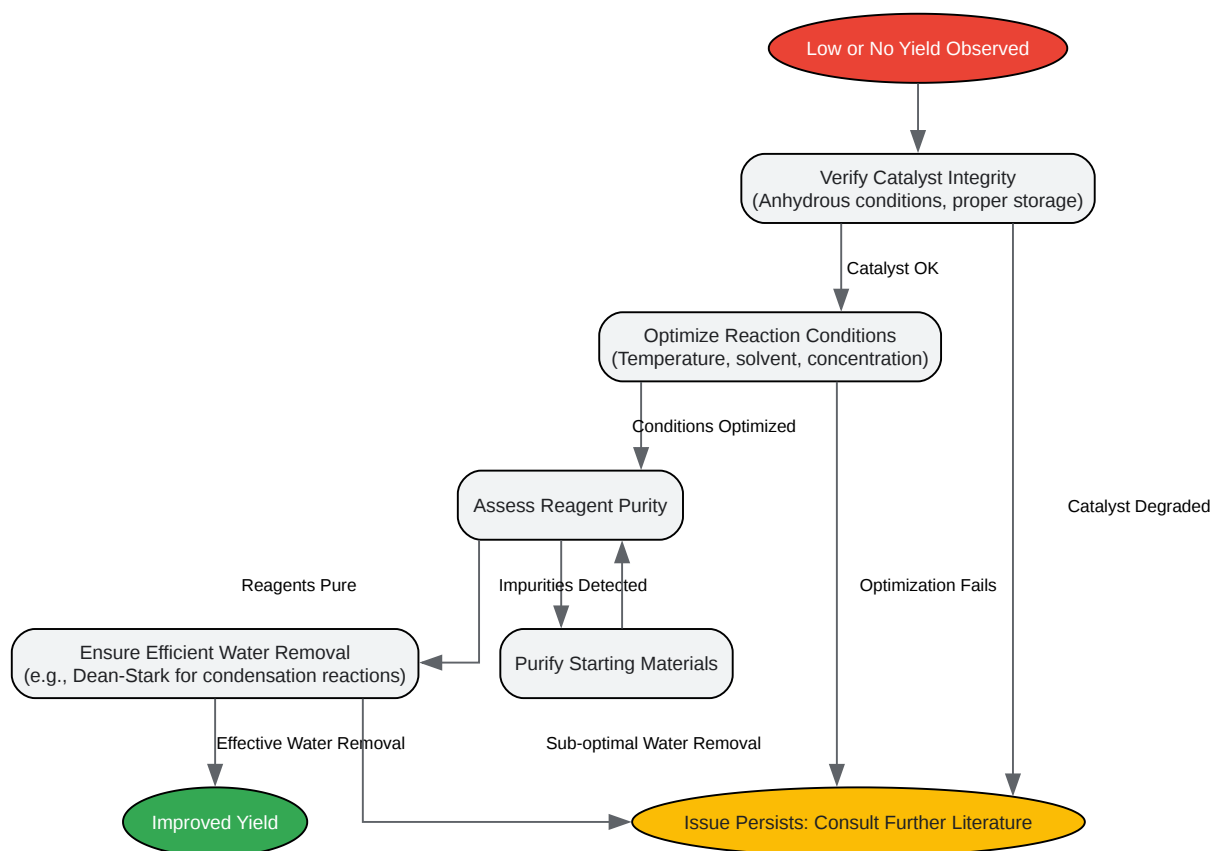 Low or No Yield Observed
Verify Catalyst Integrity
(Anhydrous conditions, proper storage)
Catalyst OK
Optimize Reaction Conditions
(Temperature, solvent, concentration)
Conditions Optimized
Assess Reagent Purity
Catalyst Degraded
Reagents Pure
Impurities Detected
Optimization Fails
Ensure Efficient Water Removal
(e.g., Dean-Stark for condensation reactions)
Purify Starting Materials
Effective Water Removal
Sub-optimal Water Removal
Improved Yield
Issue Persists: Consult Further Literature